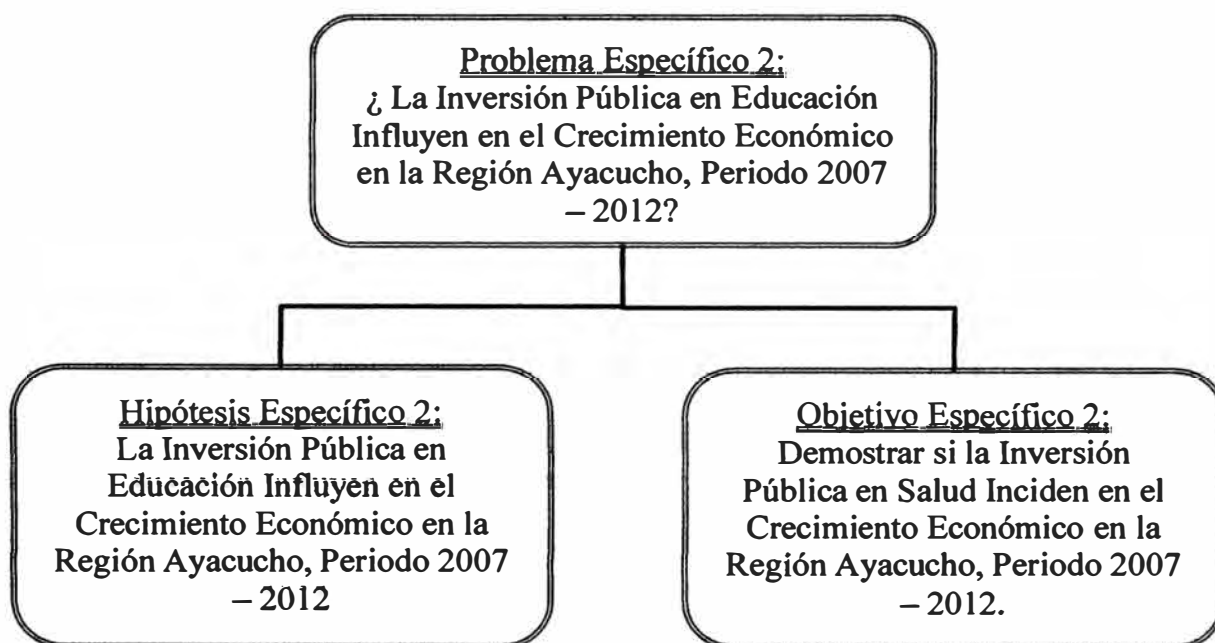 Problema Específico 2:
¿ La Inversión Pública en Educación
Influyen en el Crecimiento Económico
en la Región Ayacucho, Periodo 2007
– 2012?
Hipótesis Específico 2:
La Inversión Pública en
Educación Influyen en el
Crecimiento Económico en la
Región Ayacucho, Periodo 2007
– 2012
Objetivo Específico 2:
Demostrar si la Inversión
Pública en Salud Inciden en el
Crecimiento Económico en la
Región Ayacucho, Periodo 2007
– 2012.